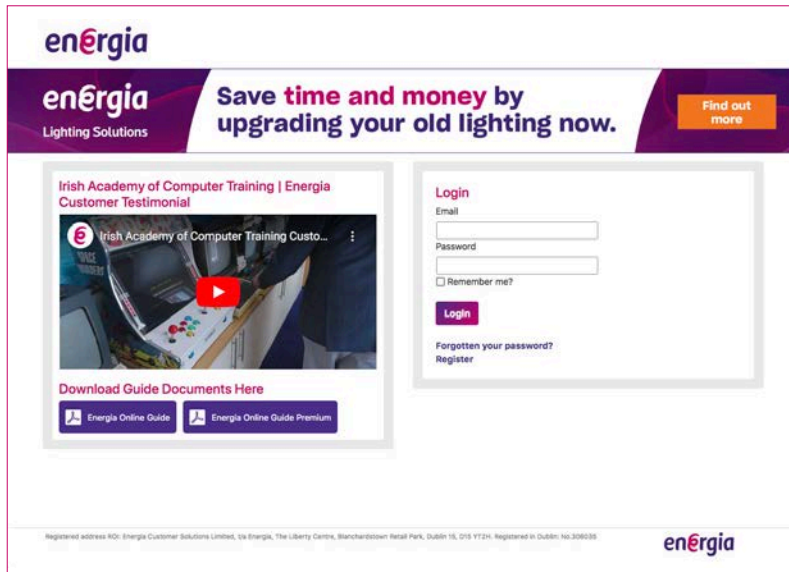 energia
energia
Lighting Solutions
Save time and money by
upgrading your old lighting now.
Find out
more
Irish Academy of Computer Training | Energia
Customer Testimonial
Irish Academy of Computer Training Custo...
SPACE
INVADERS
Download Guide Documents Here
Energia Online Guide
Energia Online Guide Premium
Login
Email
Password
Remember me?
Login
Forgotten your password?
Register
Registered address ROI: Energia Customer Solutions Limited, t/a Energia, The Liberty Centre, Blanchardstown Retail Park, Dublin 15, D15 YT2H. Registered in Dublin: No.306035
energia